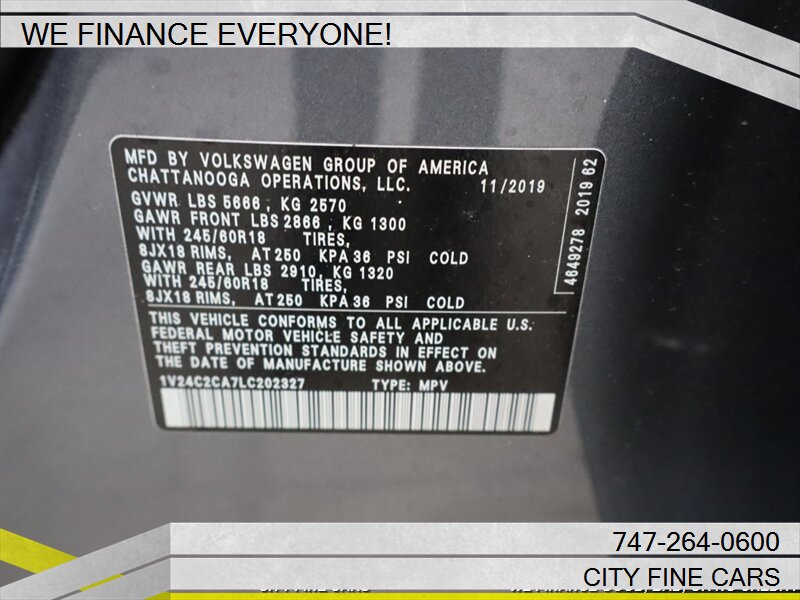 WE FINANCE EVERYONE!
MFD BY VOLKSWAGEN GROUP OF AMERICA
CHATTANOOGA OPERATIONS, LLC. 11/2019
GVWR LBS 5666 , KG 2570
GAWR FRONT LBS 2866 , KG 1300
WITH 245/60R18 TIRES,
8JX18 RIMS, AT 250 KPA 36 PSI COLD
GAWR REAR LBS 2910, KG 1320
WITH 245/60R18 TIRES,
8JX18 RIMS, AT 250 KPA 36 PSI COLD
4649278 2019 62
THIS VEHICLE CONFORMS TO ALL APPLICABLE U.S.
FEDERAL MOTOR VEHICLE SAFETY AND
THEFT PREVENTION STANDARDS IN EFFECT ON
THE DATE OF MANUFACTURE SHOWN ABOVE.
1V24C2CA7LC202327 TYPE: MPV
747-264-0600
CITY FINE CARS